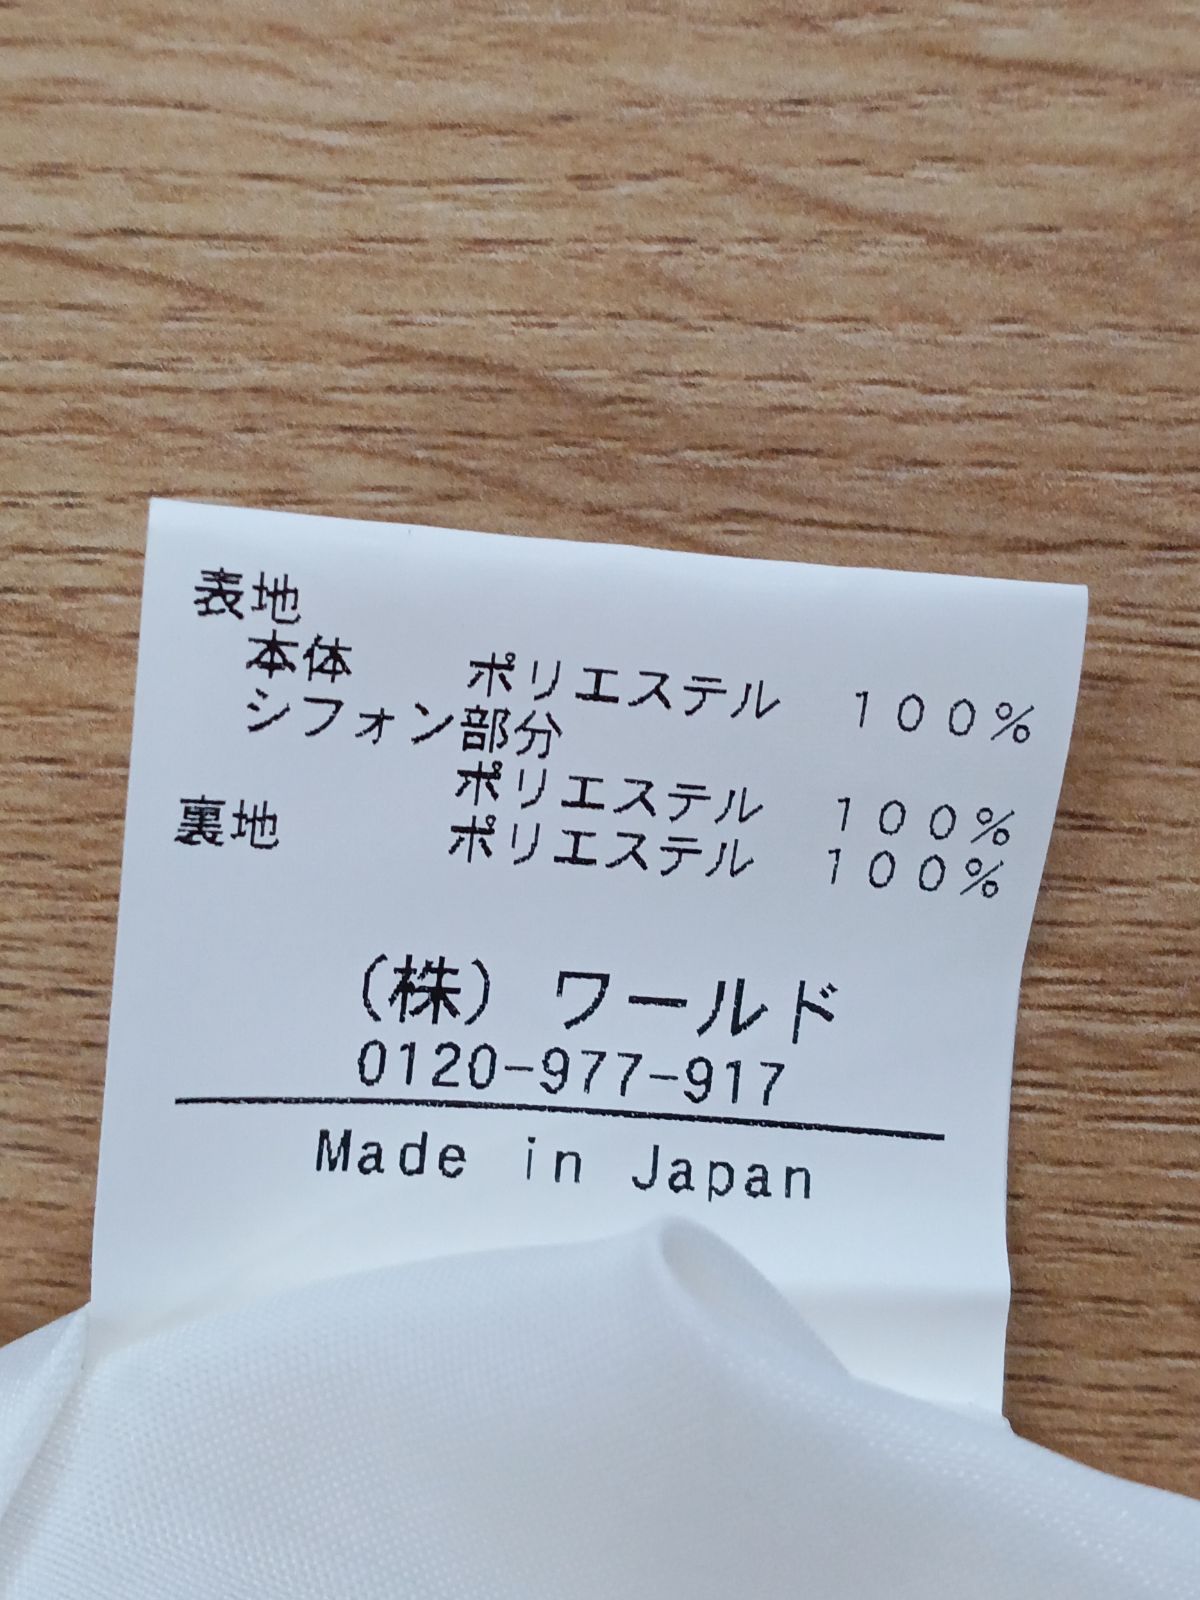 表地
本体 ポリエステル 100%
シフォン部分
ポリエステル 100%
裏地 ポリエステル 100%
(株) ワールド
0120-977-917
Made in Japan